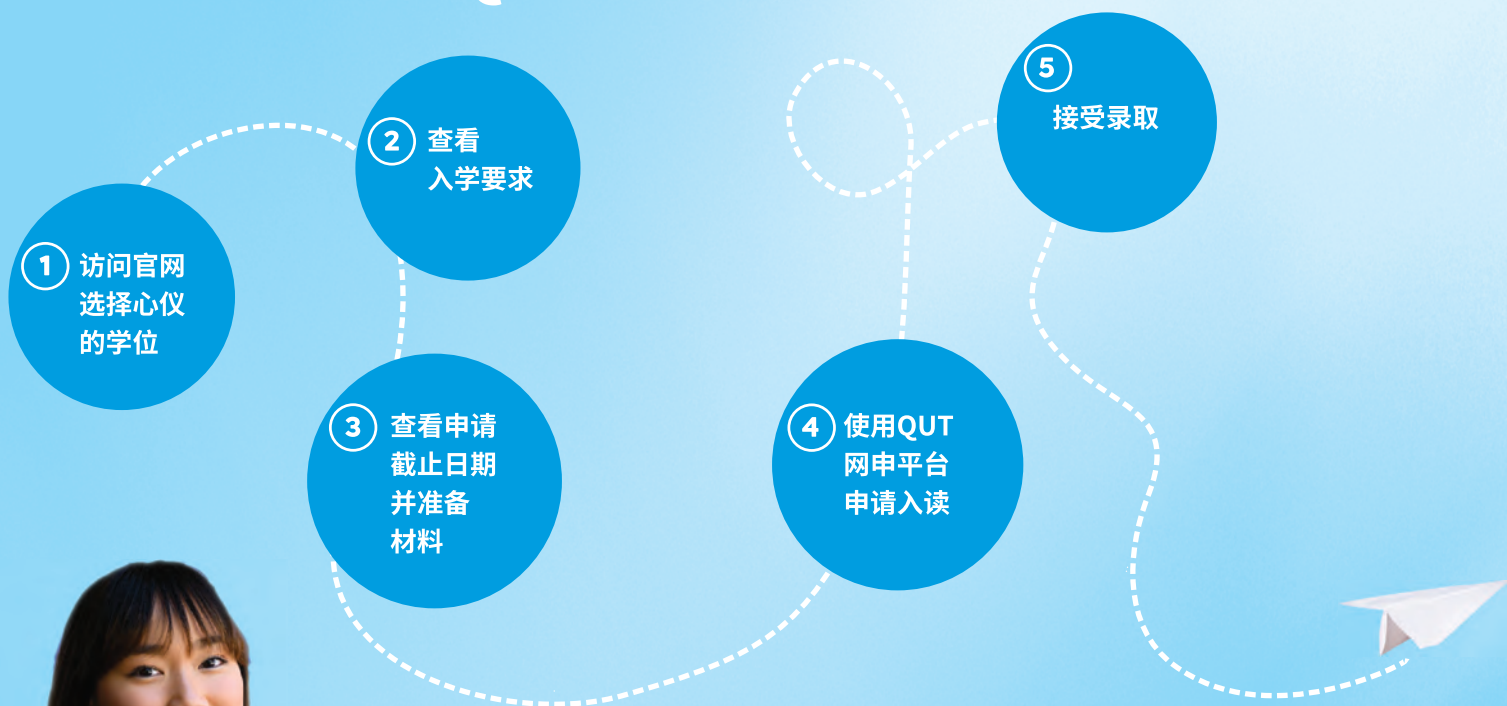 1
访问官网
选择心仪
的学位
2
查看
入学要求
3
查看申请
截止日期
并准备
材料
4
使用QUT
网申平台
申请入读
5
接受录取